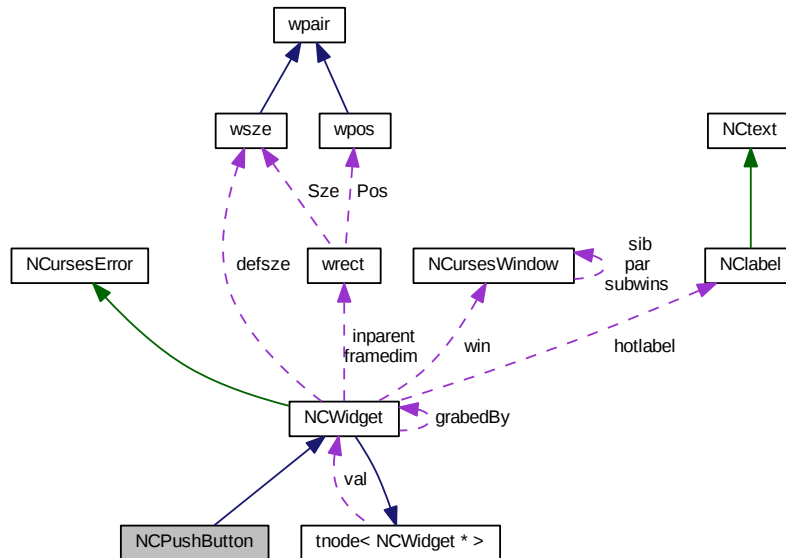 wpair
wsze
wpos
NCtext
Sze
Pos
NCursesError
defsze
wrect
NCursesWindow
sib
par
subwins
NClabel
inparent
framedim
win
hotlabel
NCWidget
grabedBy
val
NCPushButton
tnode< NCWidget * >